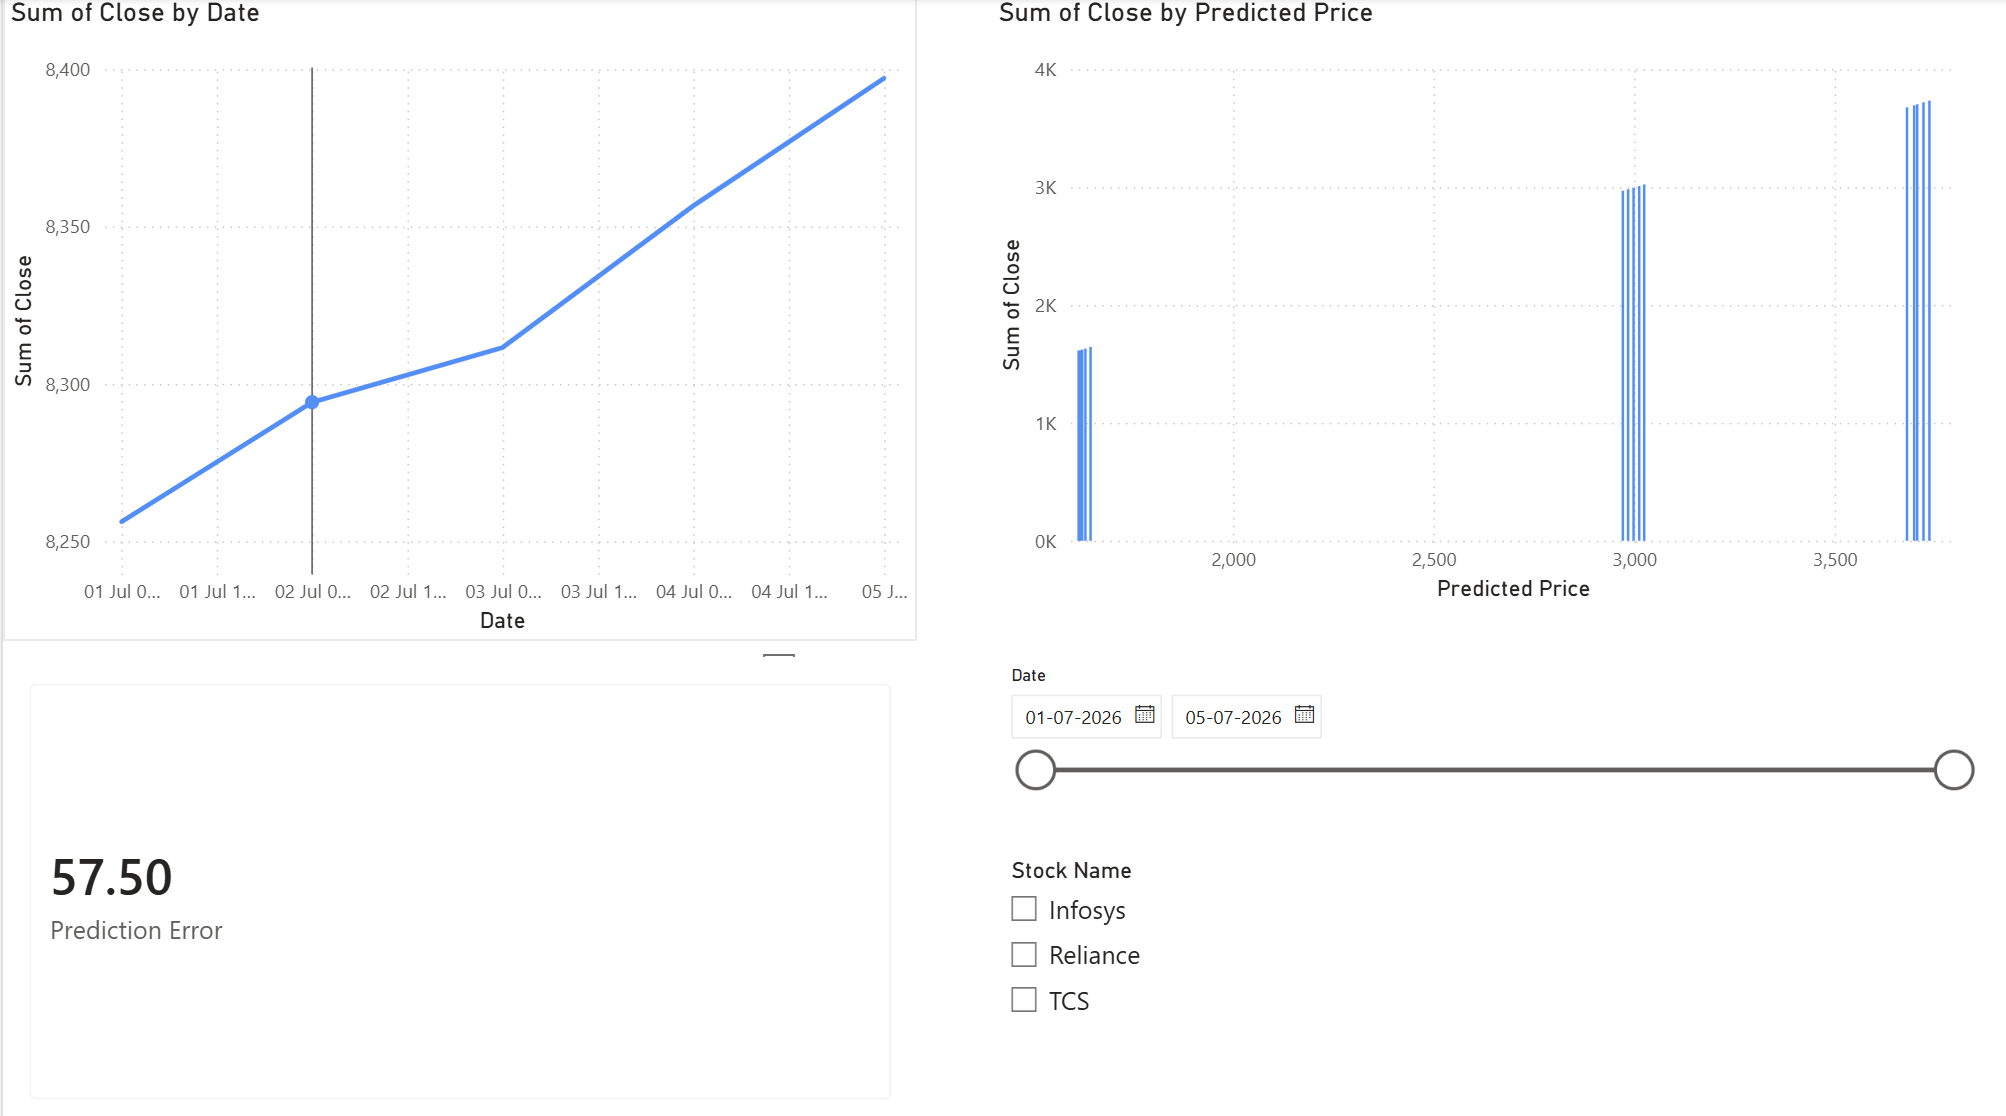 Sum of Close by Date
8,400
8,350
8,300
8,250
Sum of Close
01 Jul 0... 01 Jul 1... 02 Jul 0... 02 Jul 1... 03 Jul 0... 03 Jul 1... 04 Jul 0... 04 Jul 1... 05 J...
Date
Sum of Close by Predicted Price
4K
3K
2K
1K
0K
Sum of Close
2,000 2,500 3,000 3,500
Predicted Price
57.50
Prediction Error
Date
01-07-2026 05-07-2026
Stock Name
Infosys
Reliance
TCS